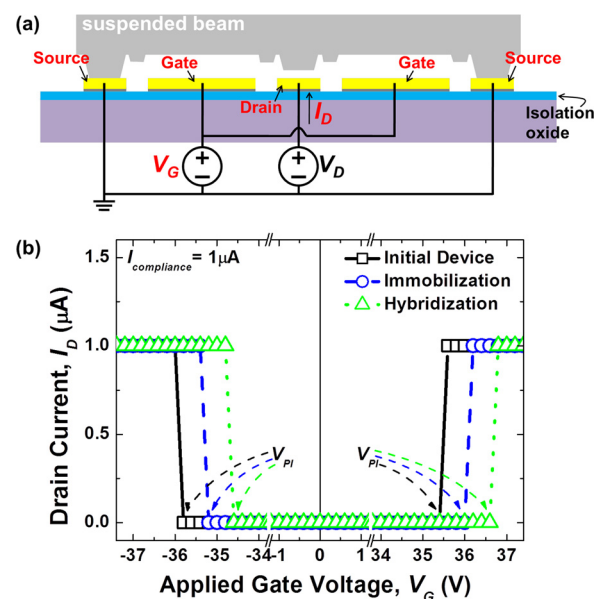 (a)
suspended beam
Source
Gate
Gate
Source
Drain
I_D
Isolation
oxide
V_G
V_D
+
−
+
−
(b)
I_compliance = 1μA
Initial Device
Immobilization
Hybridization
V_PI
V_PI
Drain Current, I_D (μA)
1.5
1.0
0.5
0.0
-37 -36 -35 -34 -1 0 1 34 35 36 37
Applied Gate Voltage, V_G (V)